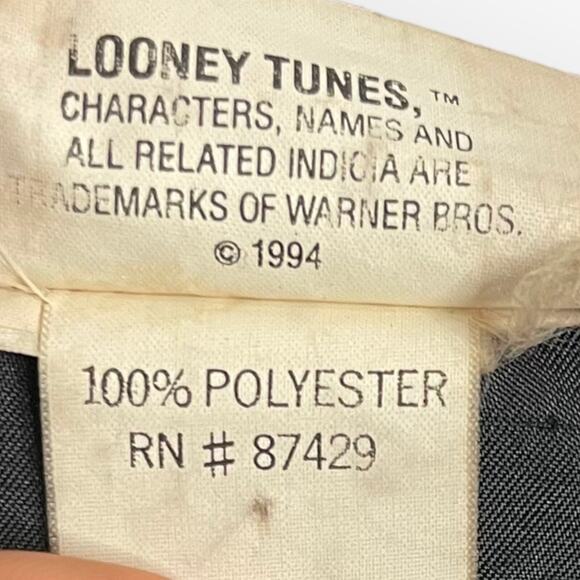 LOONEY TUNES, ™
CHARACTERS, NAMES AND
ALL RELATED INDICIA ARE
TRADEMARKS OF WARNER BROS.
© 1994
100% POLYESTER
RN # 87429